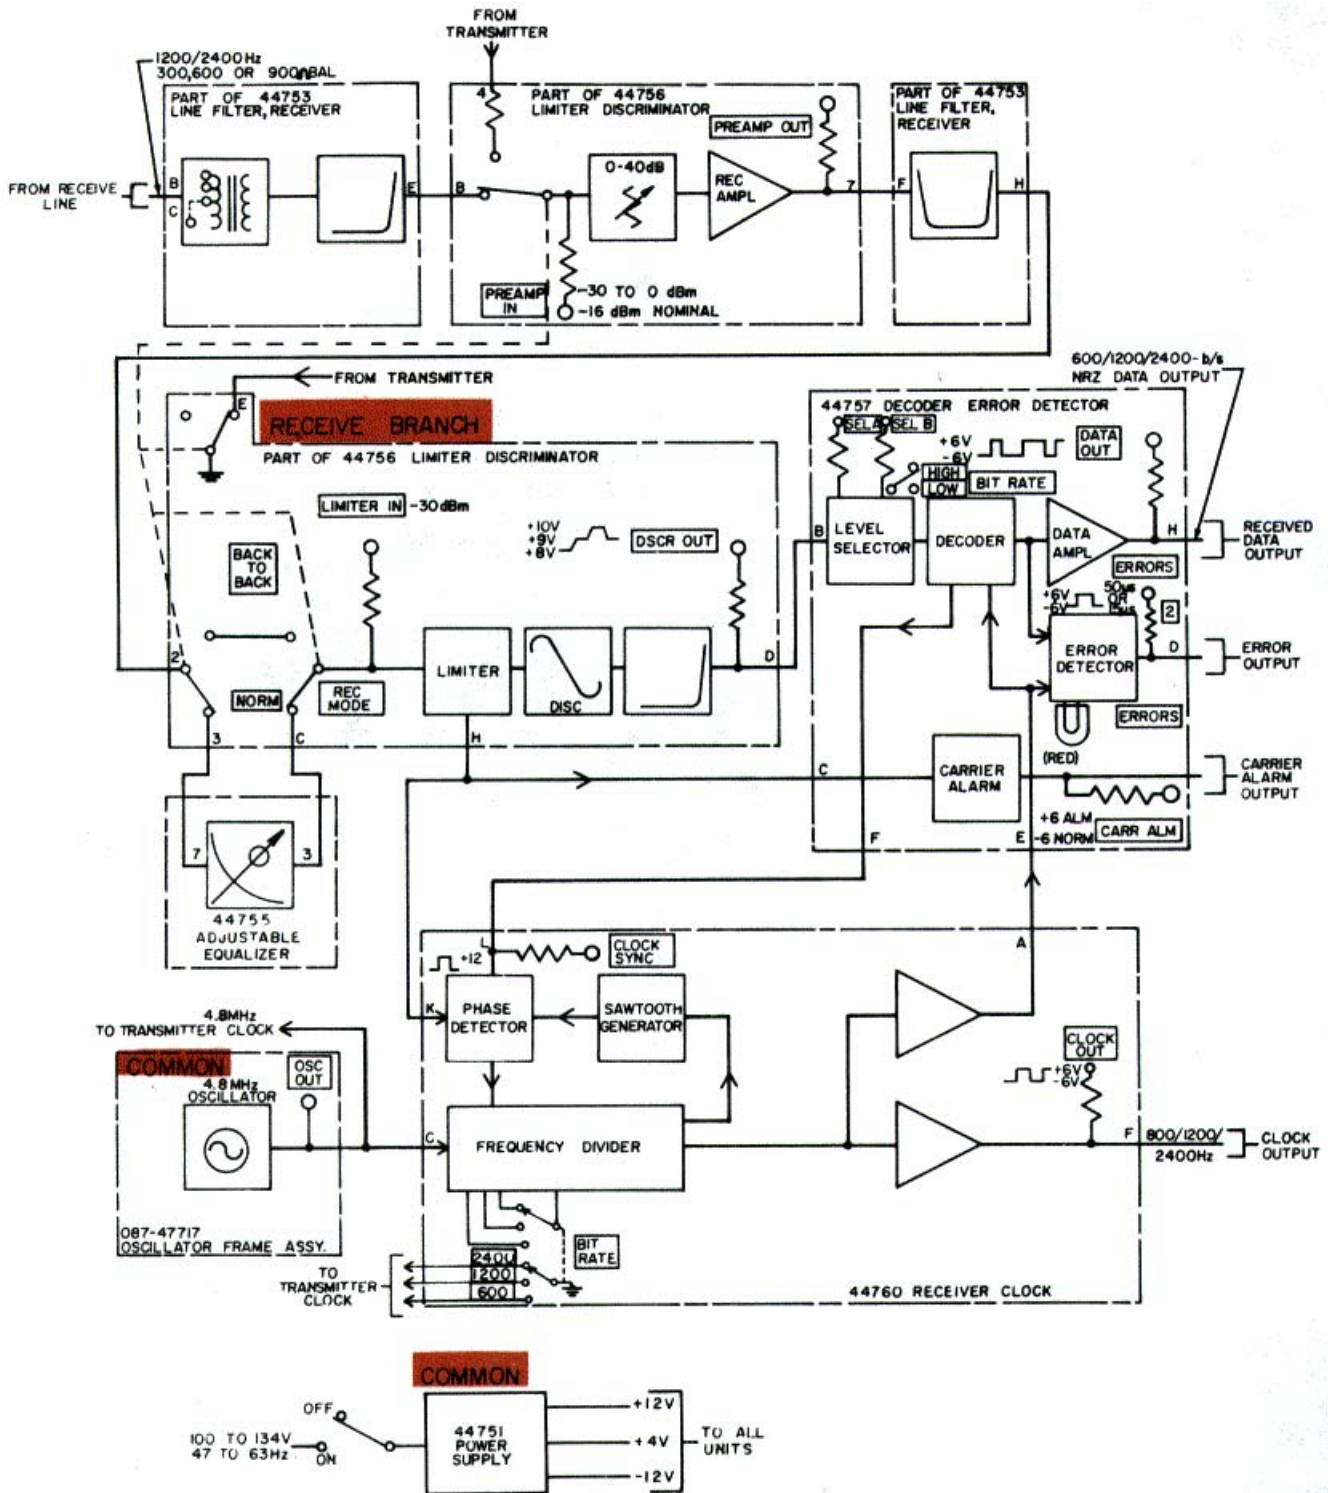 FROM
TRANSMITTER
1200/2400Hz
300,600 OR 900Ω BAL
PART OF 44753
LINE FILTER, RECEIVER
4
PART OF 44756
LIMITER DISCRIMINATOR
PREAMP OUT
PART OF 44753
LINE FILTER,
RECEIVER
0-40dB
REC
AMPL
FROM RECEIVE
LINE
B
C
E
B
7
F
H
PREAMP
IN
-30 TO 0 dBm
-16 dBm NOMINAL
FROM TRANSMITTER
E
RECEIVE BRANCH
PART OF 44756 LIMITER DISCRIMINATOR
600/1200/2400-b/s
NRZ DATA OUTPUT
44757 DECODER ERROR DETECTOR
SEL A
SEL B
+6V
-6V
DATA
OUT
HIGH
LOW
BIT RATE
LIMITER IN
-30dBm
+10V
+9V
+8V
DSCR OUT
BACK
TO
BACK
B
LEVEL
SELECTOR
DECODER
DATA
AMPL
H
RECEIVED
DATA
OUTPUT
ERRORS
+6V
-6V
50us
OR
15us
2
ERROR
DETECTOR
D
ERROR
OUTPUT
2
NORM
REC
MODE
LIMITER
DISC
D
3
C
H
ERRORS
(RED)
C
CARRIER
ALARM
CARRIER
ALARM
OUTPUT
+6 ALM
-6 NORM
CARR ALM
F
E
7
3
44755
ADJUSTABLE
EQUALIZER
L
CLOCK
SYNC
A
+12
K
PHASE
DETECTOR
SAWTOOTH
GENERATOR
4.8MHz
TO TRANSMITTER CLOCK
COMMON
4.8MHz
OSCILLATOR
OSC
OUT
CLOCK
OUT
+6V
-6V
C
FREQUENCY DIVIDER
F
800/1200/
2400Hz
CLOCK
OUTPUT
087-47717
OSCILLATOR FRAME ASSY.
BIT
RATE
TO
TRANSMITTER
CLOCK
2400
1200
600
44760 RECEIVER CLOCK
COMMON
OFF
100 TO 134V
47 TO 63Hz
ON
44751
POWER
SUPPLY
+12V
+4V
-12V
TO ALL
UNITS